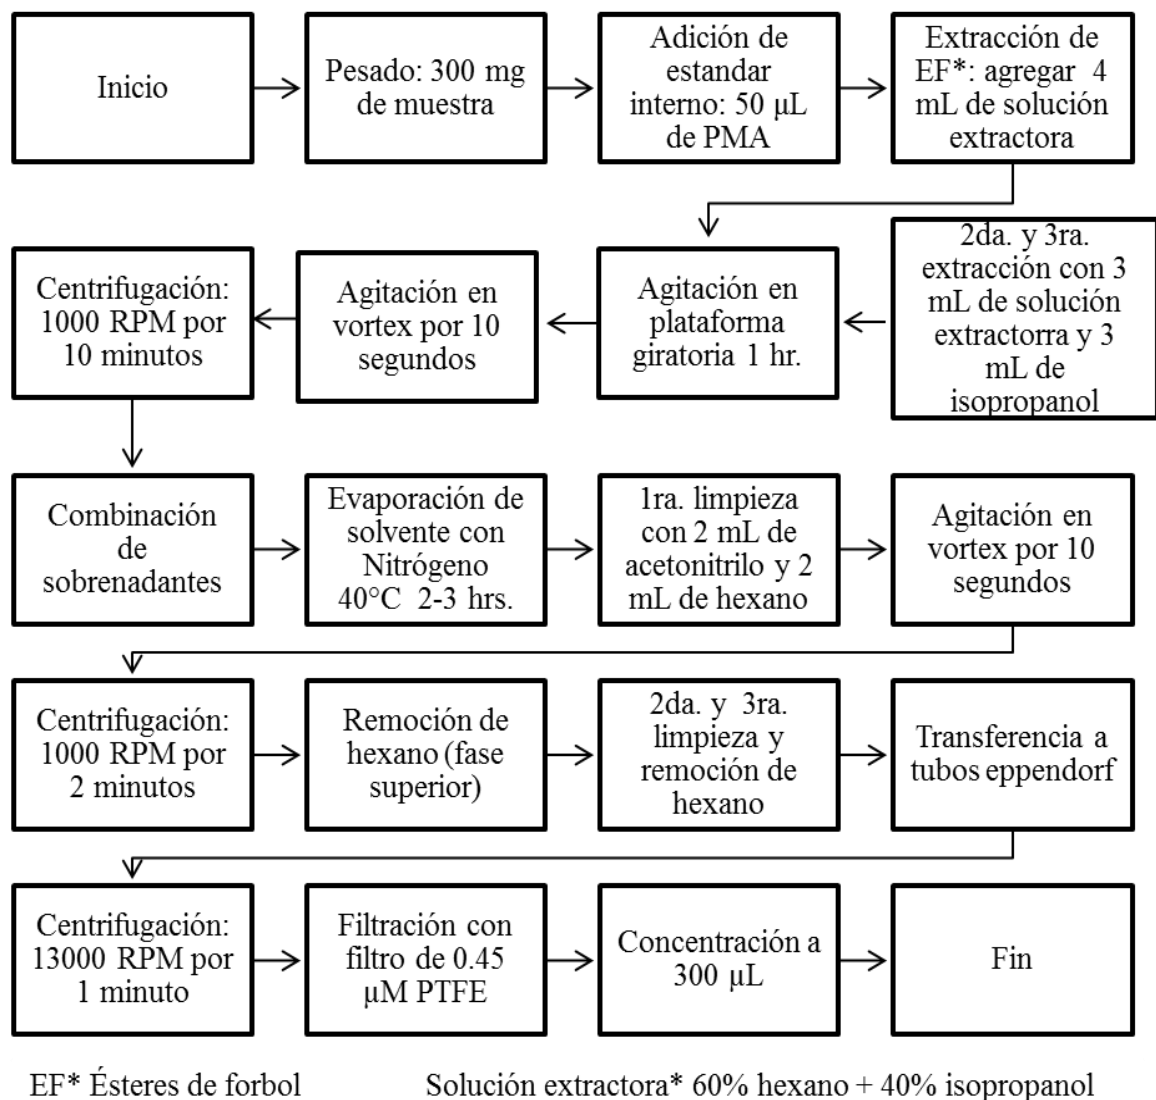 Inicio
Pesado: 300 mg
de muestra
Adición de
estandar
interno: 50 µL
de PMA
Extracción de
EF*: agregar 4
mL de solución
extractora
2da. y 3ra.
extracción con 3
mL de solución
extractorra y 3
mL de
isopropanol
Agitación en
plataforma
giratoria 1 hr.
Agitación en
vortex por 10
segundos
Centrifugación:
1000 RPM por
10 minutos
Combinación
de
sobrenadantes
Evaporación de
solvente con
Nitrógeno
40°C 2-3 hrs.
1ra. limpieza
con 2 mL de
acetonitrilo y 2
mL de hexano
Agitación en
vortex por 10
segundos
Centrifugación:
1000 RPM por
2 minutos
Remoción de
hexano (fase
superior)
2da. y 3ra.
limpieza y
remoción de
hexano
Transferencia a
tubos eppendorf
Centrifugación:
13000 RPM por
1 minuto
Filtración con
filtro de 0.45
µM PTFE
Concentración a
300 µL
Fin
EF* Ésteres de forbol
Solución extractora* 60% hexano + 40% isopropanol